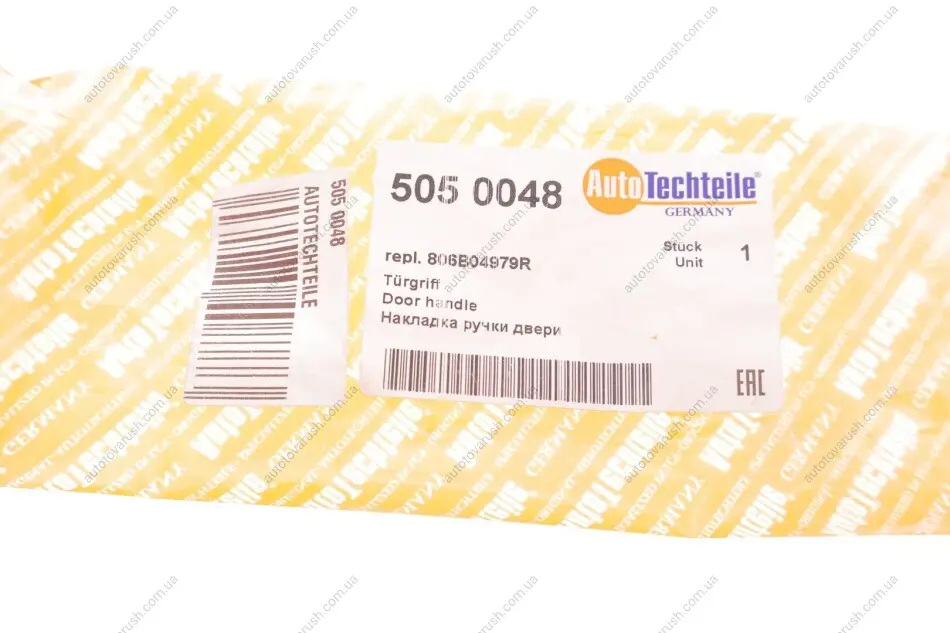 505 0048
AUTOTECHTEILE
505 0048
AutoTechteile®
GERMANY
repl. 806B04979R
Stück
Unit
1
Türgriff
Door handle
Накладка ручки двери
EAC
autotovarush.com.ua